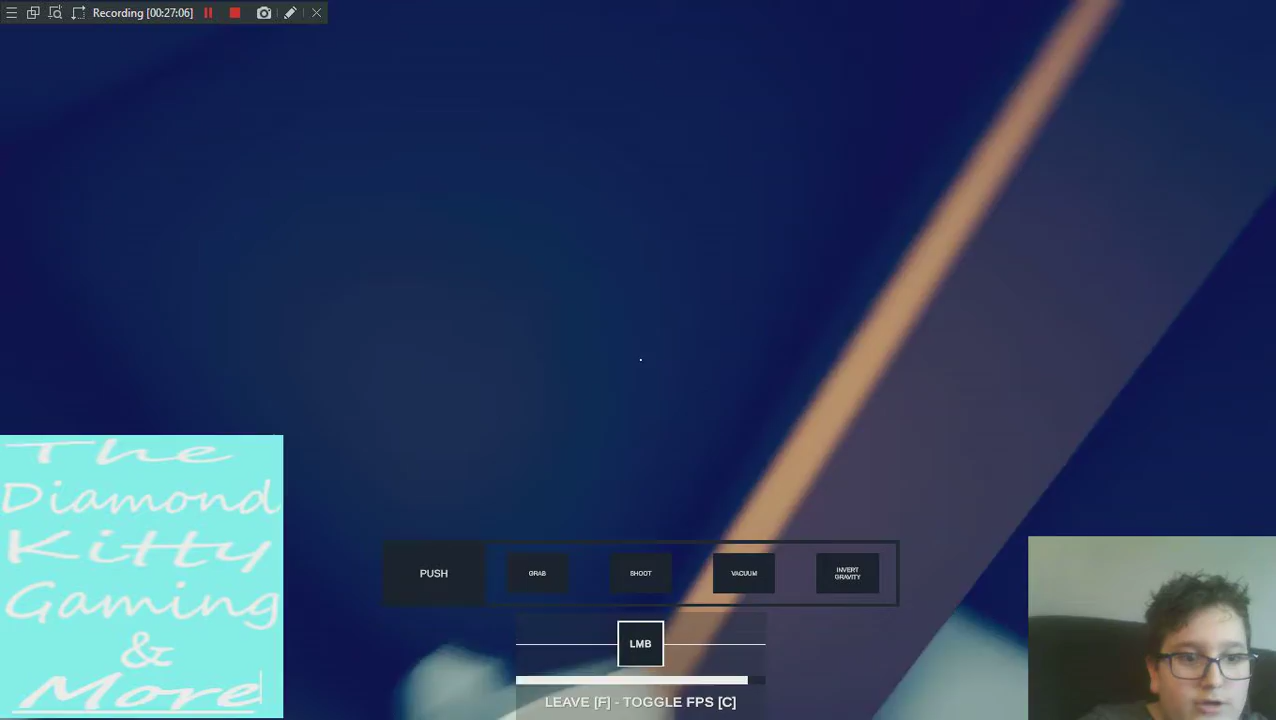 Recording [00:27:06]
The
Diamond
Kitty
Gaming
&
More
PUSH
GRAB
SHOOT
VACUUM
INVERT
GRAVITY
LMB
LEAVE [F] - TOGGLE FPS [C]